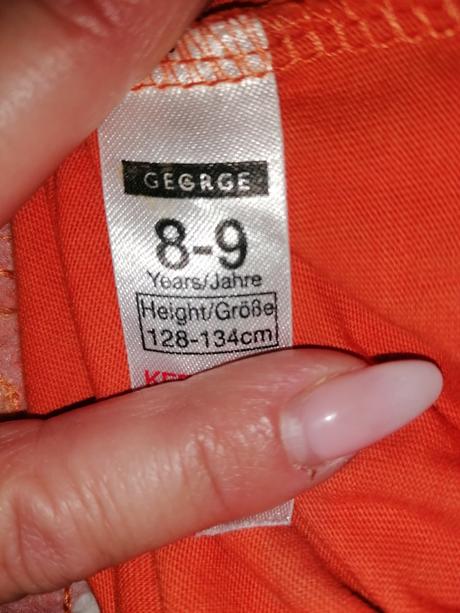 GEORGE
8-9
Years/Jahre
Height/Größe
128-134cm